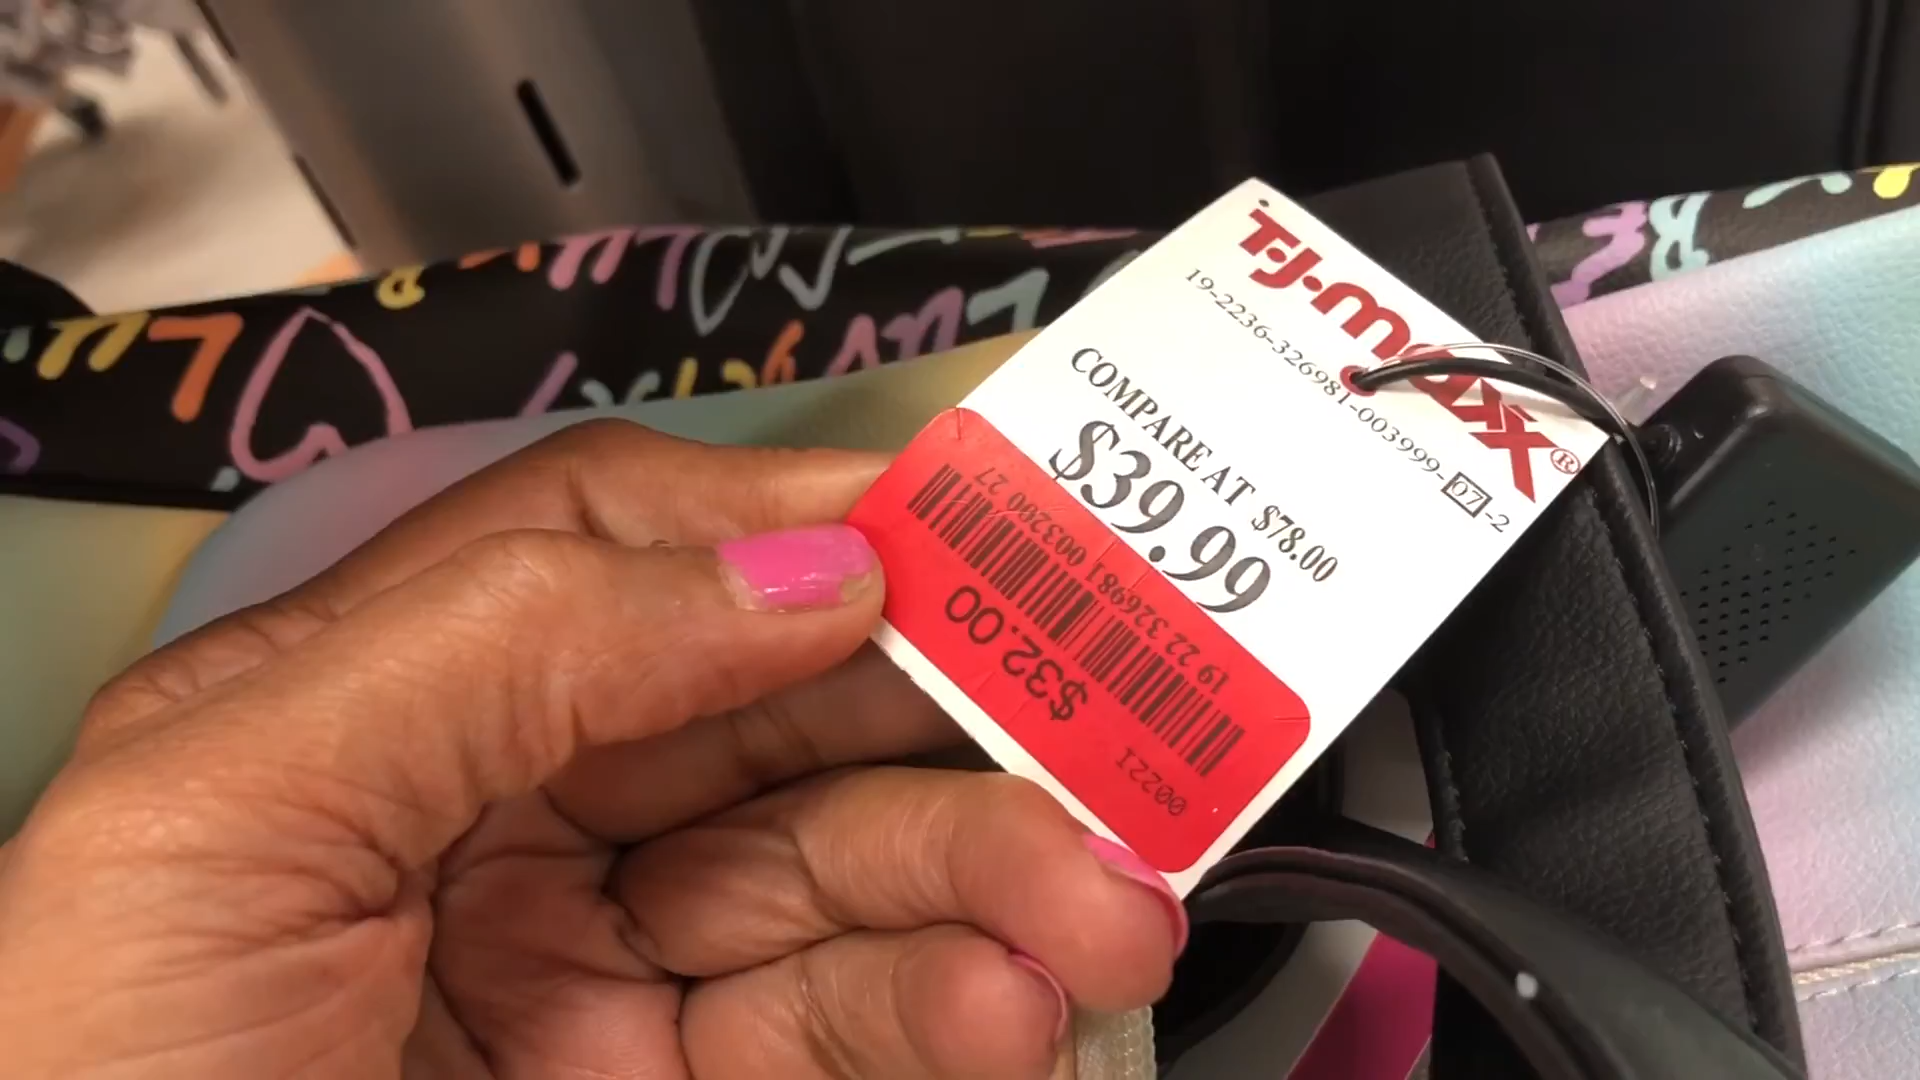 T·J·maxx®
19-2236-326981-003999-07-2
COMPARE AT $78.00
$39.99
19 22 326981 003200 27
$32.00
00221